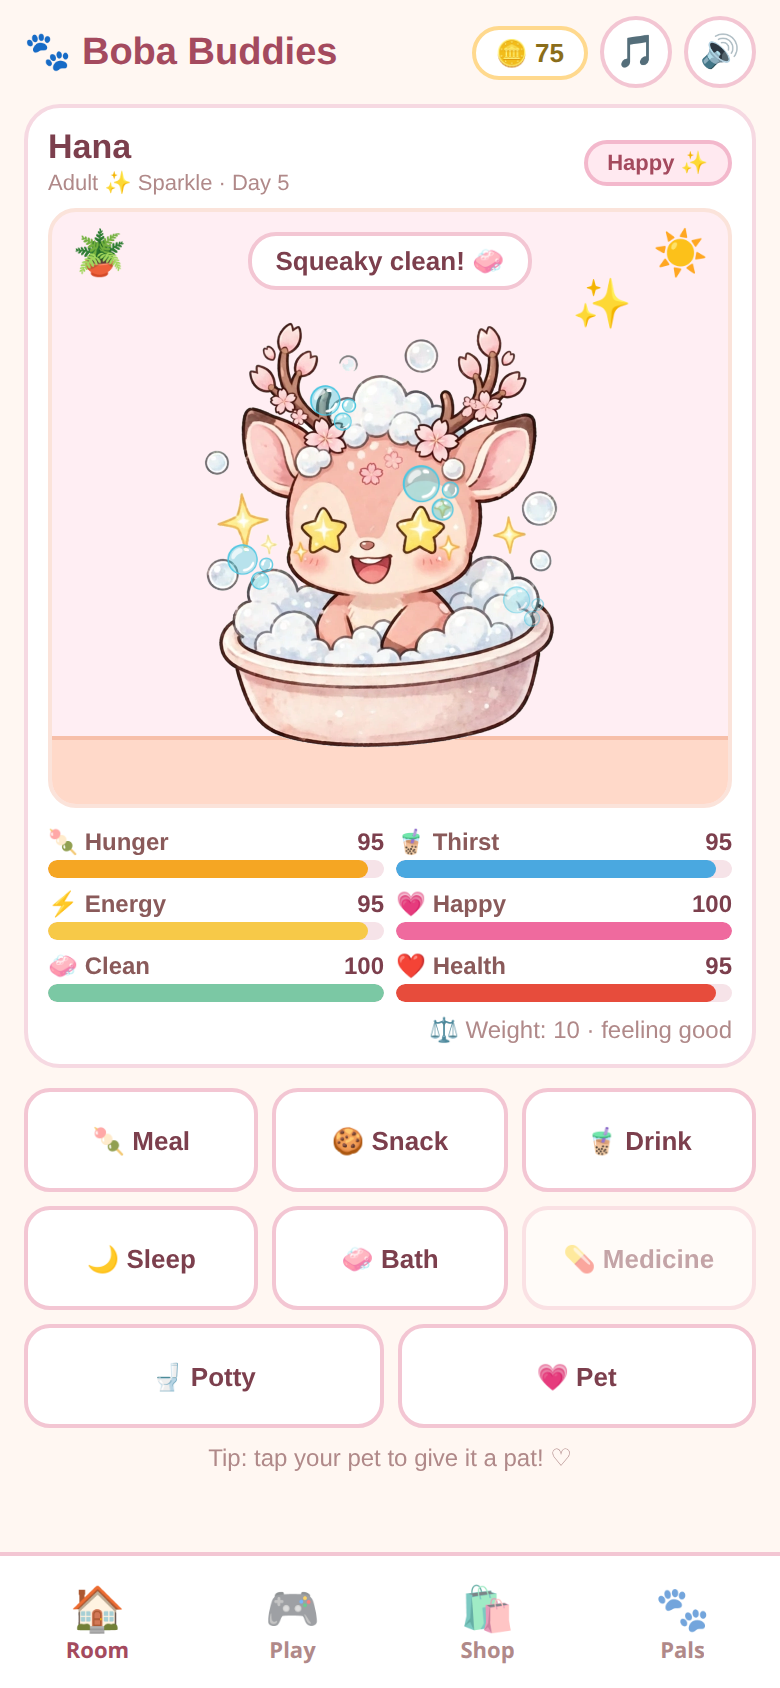 🐾 Boba Buddies
🪙 75
Hana
Adult ✨ Sparkle · Day 5
Happy ✨
Squeaky clean! 🧼
🍡 Hunger 95
🧋 Thirst 95
⚡ Energy 95
💗 Happy 100
🧼 Clean 100
❤️ Health 95
⚖️ Weight: 10 · feeling good
🍡 Meal
🍪 Snack
🧋 Drink
🌙 Sleep
🧼 Bath
💊 Medicine
🚽 Potty
💗 Pet
Tip: tap your pet to give it a pat! ♡
Room
Play
Shop
Pals